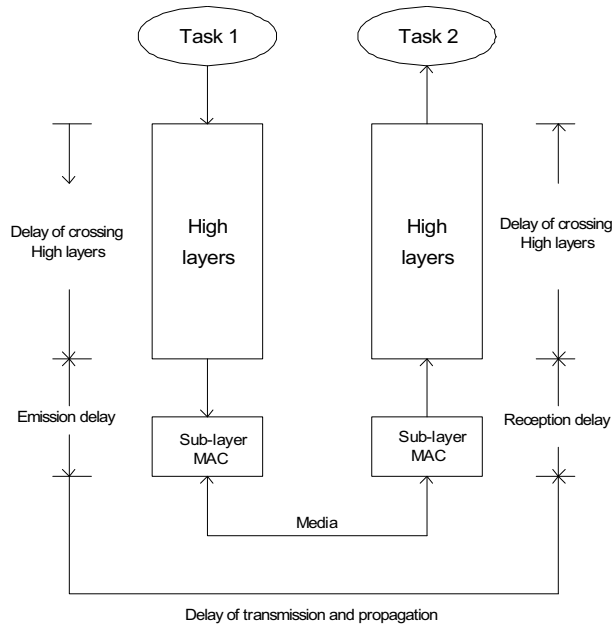 Task 1
Task 2
Delay of crossing
High layers
High
layers
High
layers
Delay of crossing
High layers
Emission delay
Sub-layer
MAC
Sub-layer
MAC
Reception delay
Media
Delay of transmission and propagation